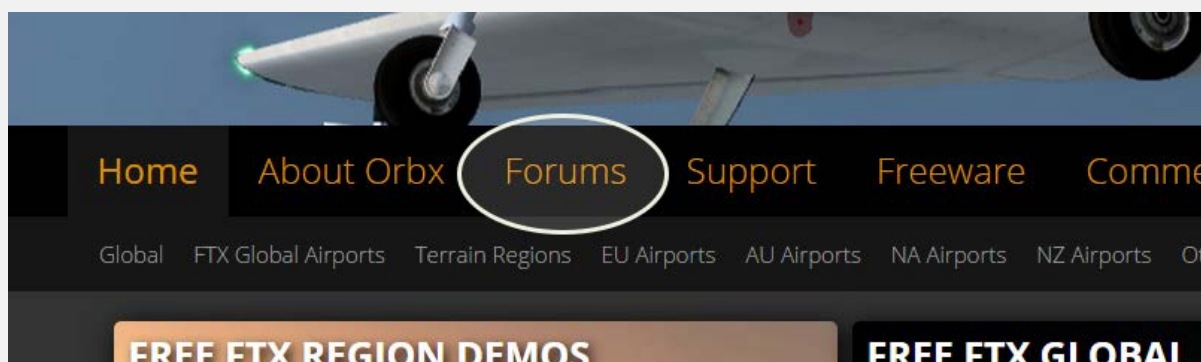 Home About Orbx Forums Support Freeware
Global FTX Global Airports Terrain Regions EU Airports AU Airports NA Airports NZ Airports
FREE FTX REGION DEMOS FREE FTX GLOBAL